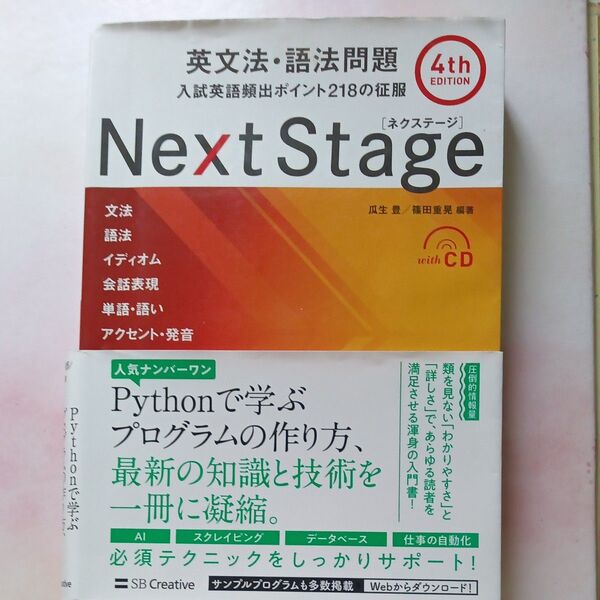 英文法・語法問題
入試英語頻出ポイント218の征服
4th
EDITION
[ネクステージ]
Next Stage
文法
語法
イディオム
会話表現
単語・語い
アクセント・発音
瓜生 豊／篠田重晃 編著
with CD
人気ナンバーワン
Pythonで学ぶ
プログラムの作り方、
最新の知識と技術を
一冊に凝縮。
圧倒的情報量
類を見ない「わかりやすさ」と
「詳しさ」で、あらゆる読者を
満足させる渾身の入門書！
AI
スクレイピング
データベース
仕事の自動化
必須テクニックをしっかりサポート！
SB Creative
サンプルプログラムも多数掲載
Webからダウンロード！
Pythonで学ぶ
Creative